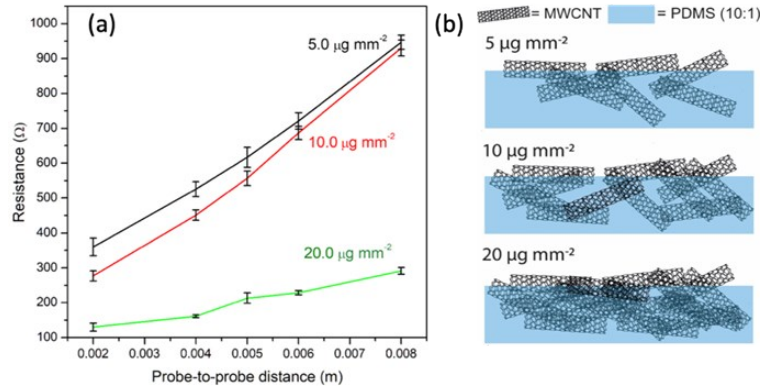 (a)
1000
900
800
700
600
500
400
300
200
100
Resistance (Ω)
5.0 µg mm⁻²
10.0 µg mm⁻²
20.0 µg mm⁻²
0.002 0.003 0.004 0.005 0.006 0.007 0.008
Probe-to-probe distance (m)
(b)
= MWCNT = PDMS (10:1)
5 µg mm⁻²
10 µg mm⁻²
20 µg mm⁻²